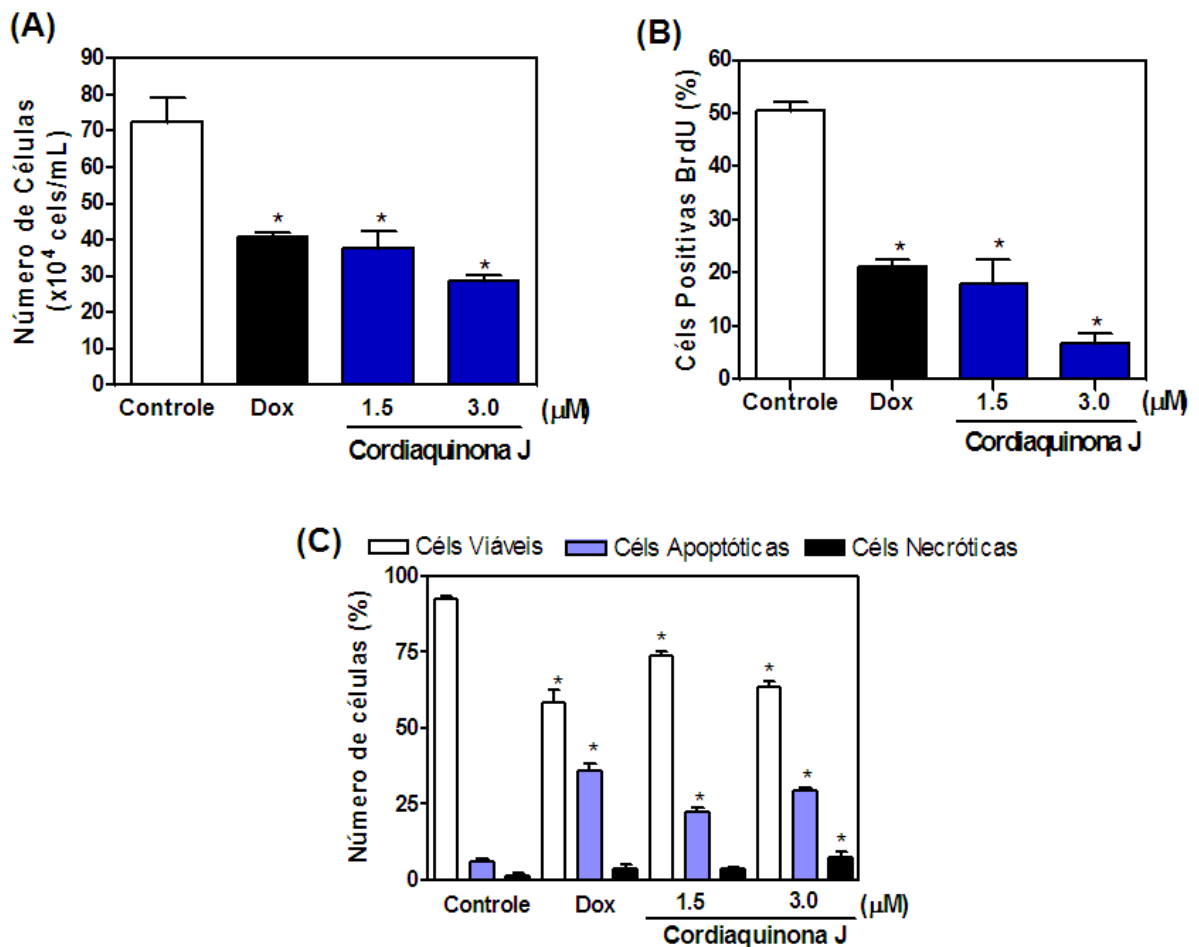 (A)
Número de Células
(x10⁴ cels/mL)
90
80
70
60
50
40
30
20
10
0
*
*
*
Controle Dox 1.5 3.0 (µM)
Cordiaquinona J
(B)
Céls Positivas BrdU (%)
60
50
40
30
20
10
0
*
*
*
Controle Dox 1.5 3.0 (µM)
Cordiaquinona J
(C)
Céls Viáveis Céls Apoptóticas Céls Necróticas
Número de células (%)
100
75
50
25
0
*
*
*
*
*
*
*
Controle Dox 1.5 3.0 (µM)
Cordiaquinona J